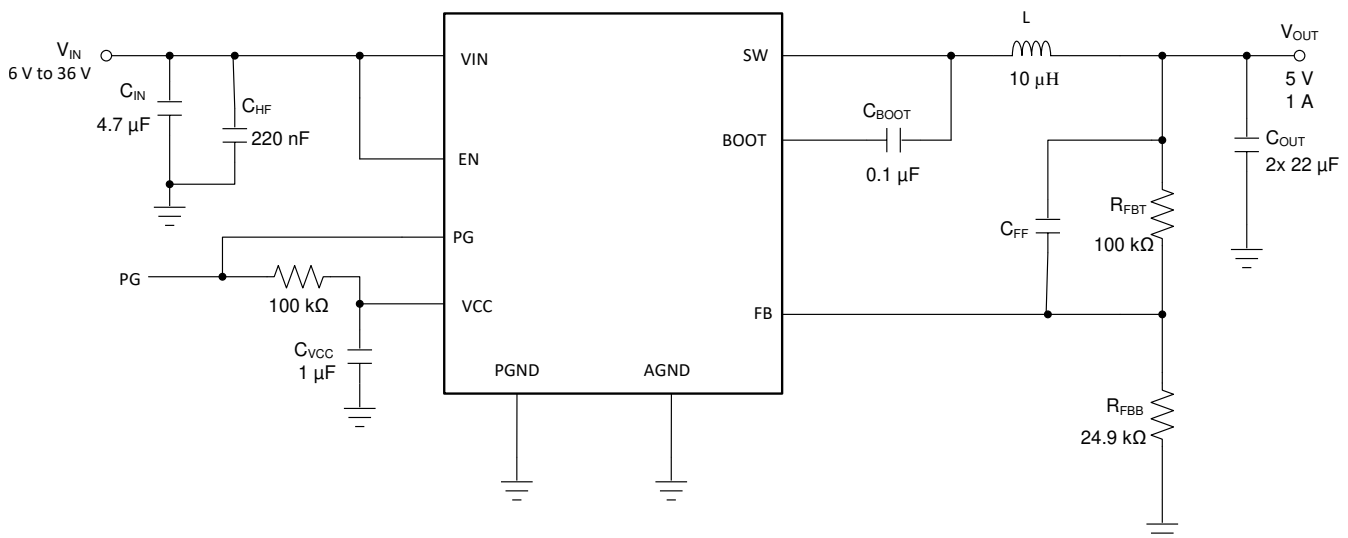 V_IN
6 V to 36 V
C_IN
4.7 µF
C_HF
220 nF
VIN
EN
PG
PG
100 kΩ
VCC
C_VCC
1 µF
PGND
AGND
SW
BOOT
FB
C_BOOT
0.1 µF
L
10 µH
V_OUT
5 V
1 A
C_OUT
2x 22 µF
C_FF
R_FBT
100 kΩ
R_FBB
24.9 kΩ